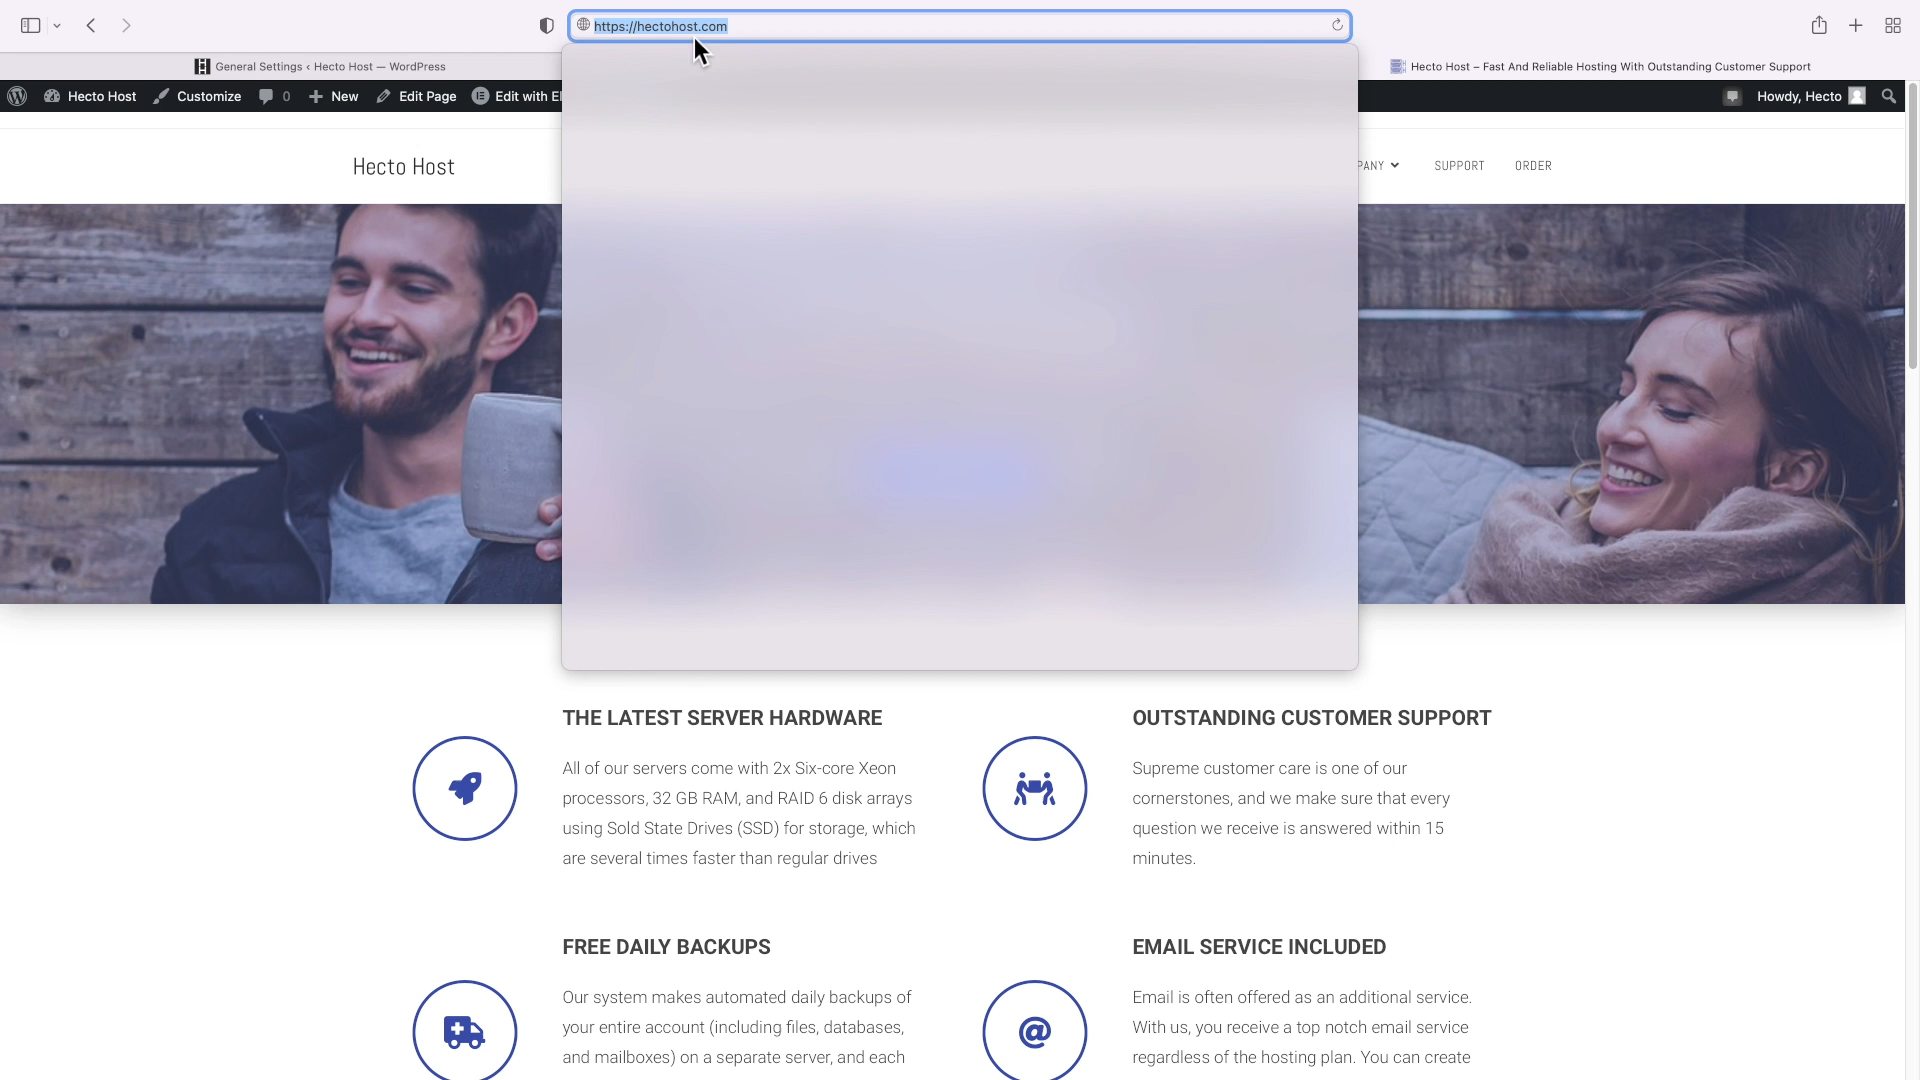 https://hectohost.com
General Settings ‹ Hecto Host — WordPress
Hecto Host – Fast And Reliable Hosting With Outstanding Customer Support
Hecto Host
Customize
0
New
Edit Page
Edit with El
Howdy, Hecto
Hecto Host
PANY
SUPPORT
ORDER
THE LATEST SERVER HARDWARE
All of our servers come with 2x Six-core Xeon
processors, 32 GB RAM, and RAID 6 disk arrays
using Sold State Drives (SSD) for storage, which
are several times faster than regular drives
OUTSTANDING CUSTOMER SUPPORT
Supreme customer care is one of our
cornerstones, and we make sure that every
question we receive is answered within 15
minutes.
FREE DAILY BACKUPS
Our system makes automated daily backups of
your entire account (including files, databases,
and mailboxes) on a separate server, and each
EMAIL SERVICE INCLUDED
Email is often offered as an additional service.
With us, you receive a top notch email service
regardless of the hosting plan. You can create